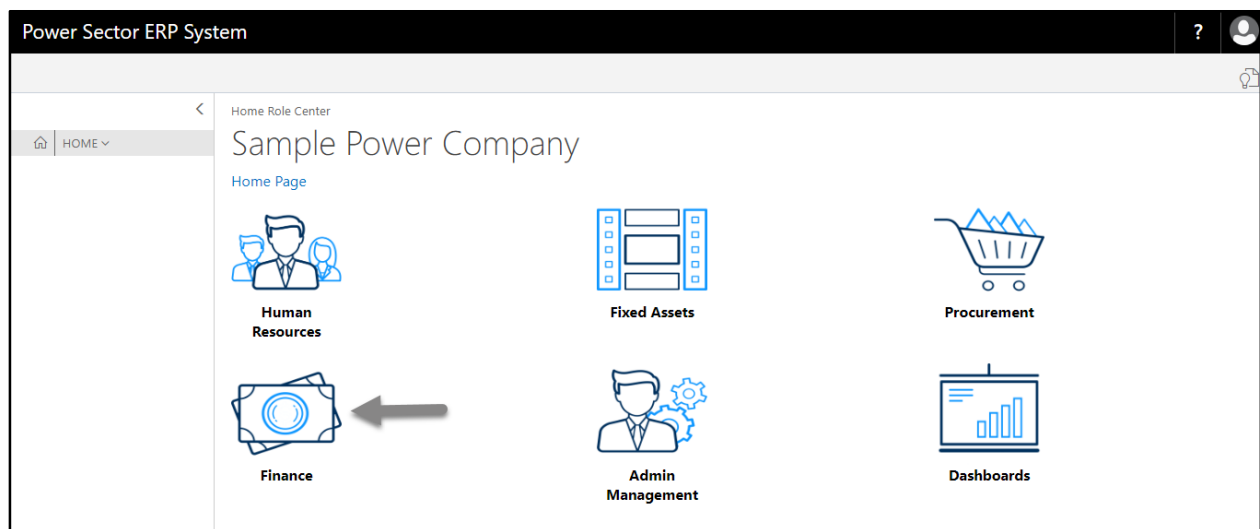 Power Sector ERP System
?
Home Role Center
HOME
Sample Power Company
Home Page
Human
Resources
Fixed Assets
Procurement
Finance
Admin
Management
Dashboards